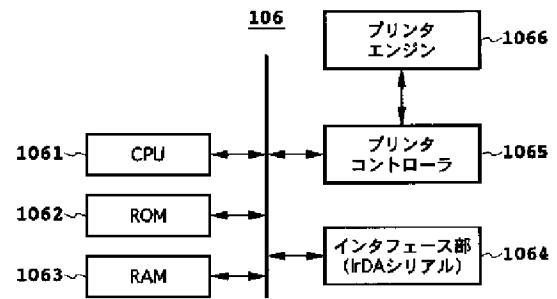 106
プリンタ
エンジン
1066
1061
CPU
プリンタ
コントローラ
1065
1062
ROM
インタフェース部
(IrDAシリアル)
1064
1063
RAM